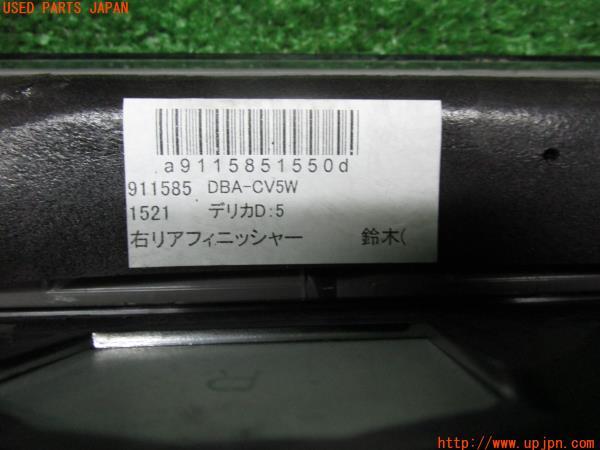 USED PARTS JAPAN
a9115851550d
911585 DBA-CV5W
1521 デリカD:5
右リアフィニッシャー 鈴木(
R
http://www.upjpn.com/